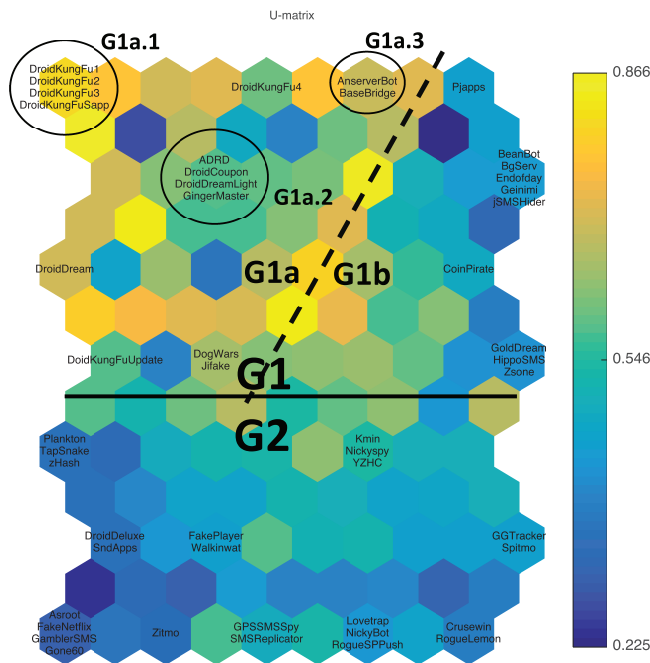 U-matrix
G1a.1
G1a.3
DroidKungFu1
DroidKungFu2
DroidKungFu3
DroidKungFuSapp
DroidKungFu4
AnserverBot
BaseBridge
Pjapps
0.866
ADRD
DroidCoupon
DroidDreamLight
GingerMaster
BeanBot
BgServ
Endofday
Geinimi
jSMSHider
G1a.2
DroidDream
G1a
G1b
CoinPirate
DoidKungFuUpdate
DogWars
Jifake
GoldDream
HippoSMS
Zsone
0.546
G1
G2
Plankton
TapSnake
zHash
Kmin
Nickyspy
YZHC
DroidDeluxe
SndApps
FakePlayer
Walkinwat
GGTracker
Spitmo
Asroot
FakeNetflix
GamblerSMS
Gone60
Zitmo
GPSSMSSpy
SMSReplicator
Lovetrap
NickyBot
RogueSPPush
Crusewin
RogueLemon
0.225